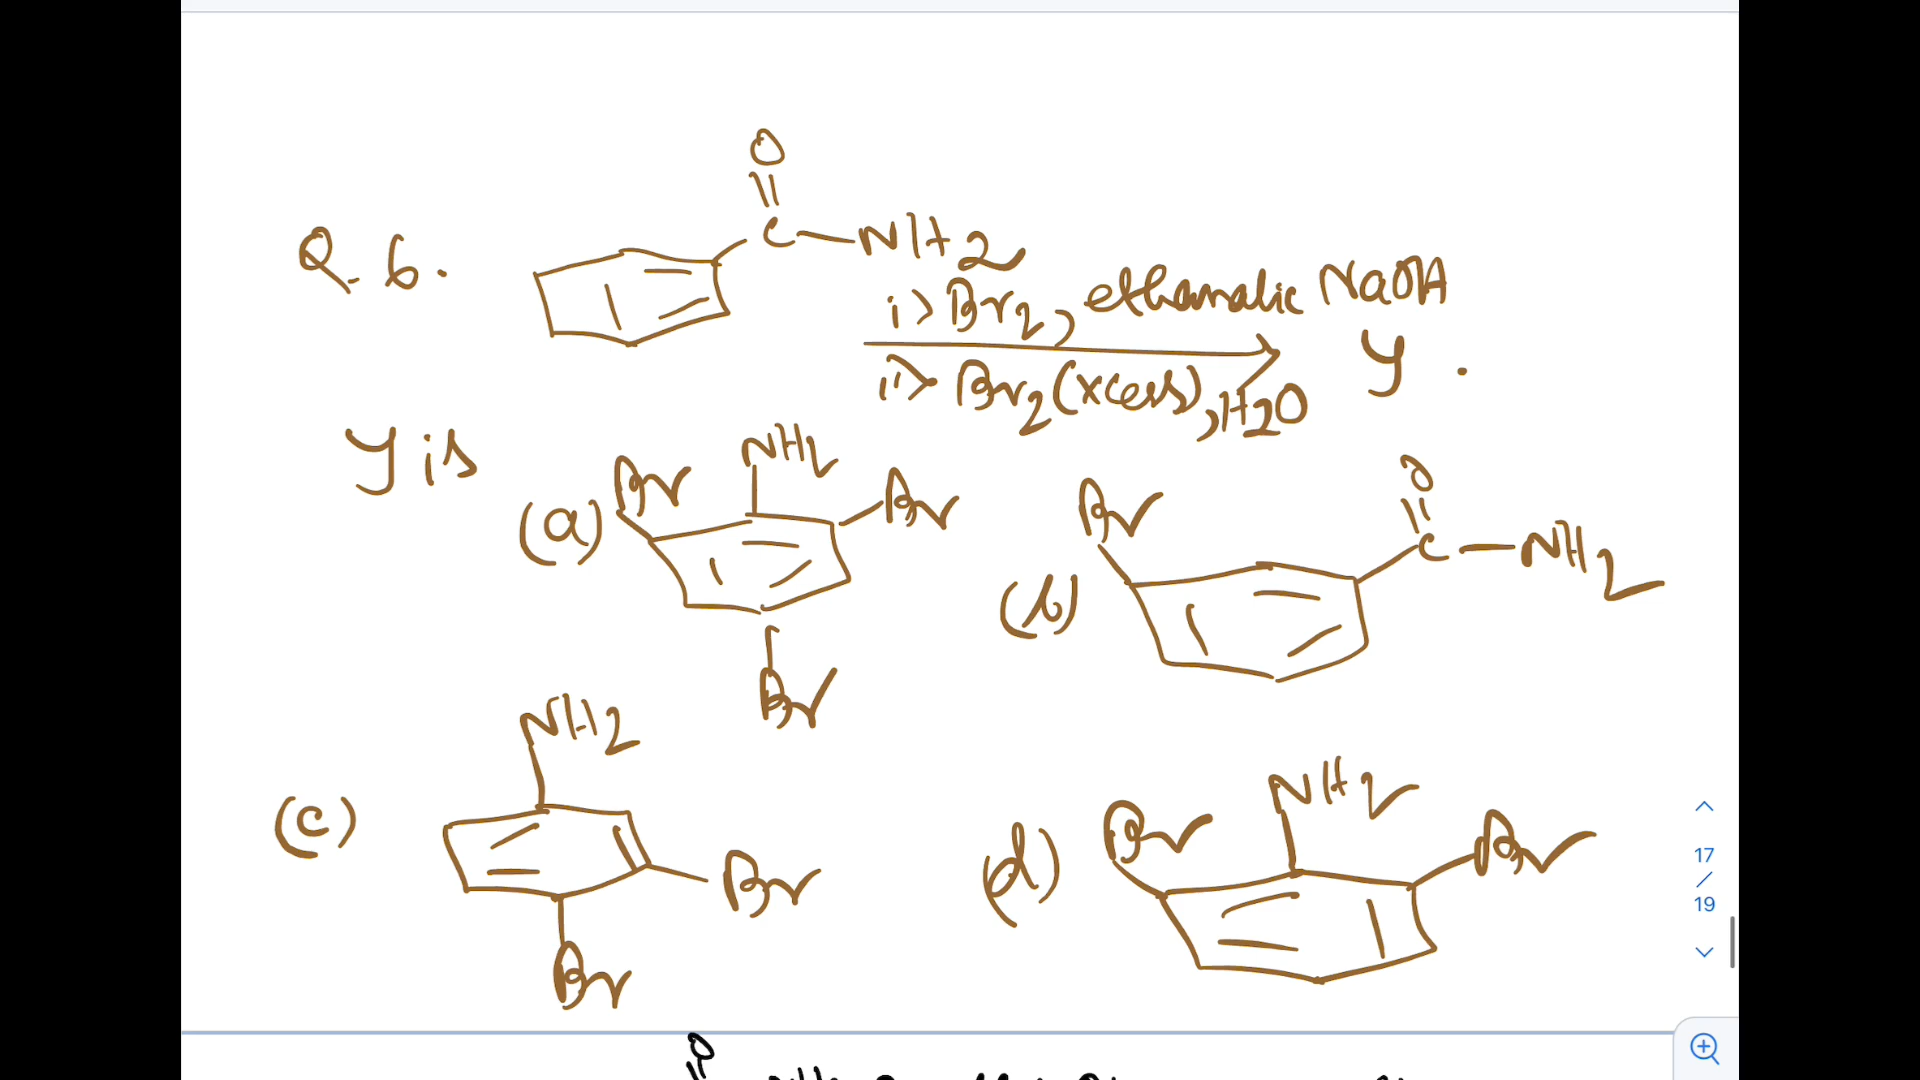 O
Q.6.
C-NH2
i> Br2, ethanalic NaOH
ii> Br2(xcess), H2O
Y.
Y is
(a) Br NH2 Br
Br
(b) Br O
C-NH2
(c) NH2
Br
Br
(d) Br NH2 Br
17
/
19
O